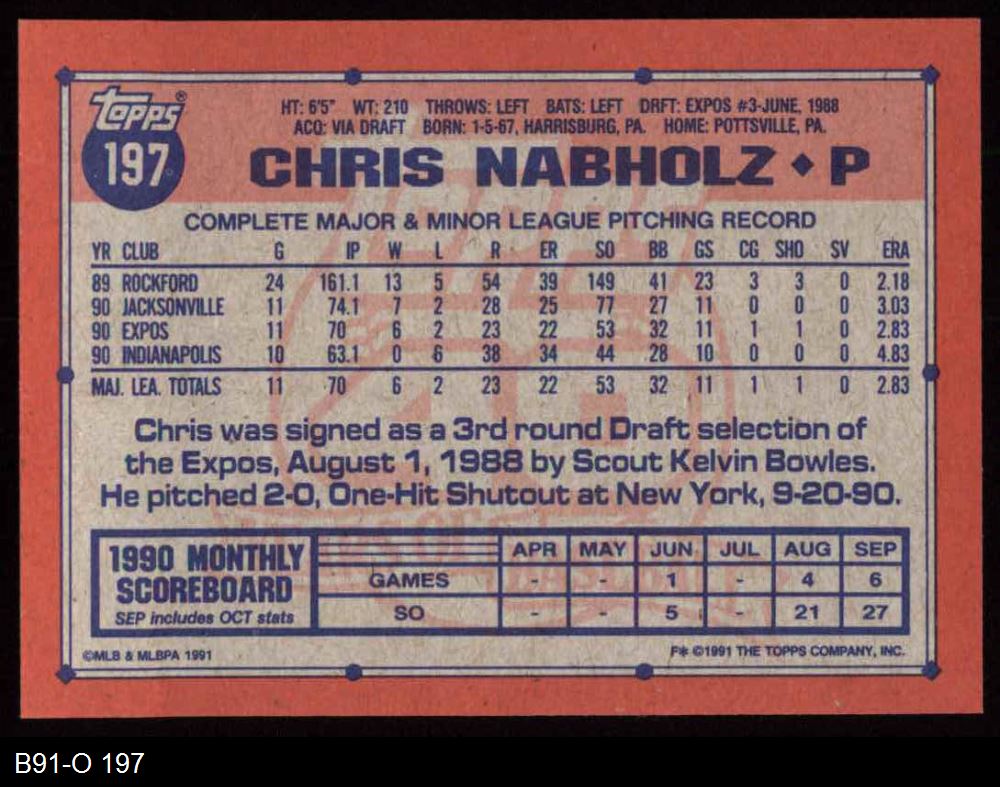 topps®
197
HT: 6'5" WT: 210 THROWS: LEFT BATS: LEFT DRFT: EXPOS #3-JUNE, 1988
ACQ: VIA DRAFT BORN: 1-5-67, HARRISBURG, PA. HOME: POTTSVILLE, PA.
CHRIS NABHOLZ ◆ P
COMPLETE MAJOR & MINOR LEAGUE PITCHING RECORD
YR CLUB G IP W L R ER SO BB GS CG SHO SV ERA
89 ROCKFORD 24 161.1 13 5 54 39 149 41 23 3 3 0 2.18
90 JACKSONVILLE 11 74.1 7 2 28 25 77 27 11 0 0 0 3.03
90 EXPOS 11 70 6 2 23 22 53 32 11 1 1 0 2.83
90 INDIANAPOLIS 10 63.1 0 6 38 34 44 28 10 0 0 0 4.83
MAJ. LEA. TOTALS 11 70 6 2 23 22 53 32 11 1 1 0 2.83
Chris was signed as a 3rd round Draft selection of
the Expos, August 1, 1988 by Scout Kelvin Bowles.
He pitched 2-0, One-Hit Shutout at New York, 9-20-90.
1990 MONTHLY
SCOREBOARD
SEP includes OCT stats
APR MAY JUN JUL AUG SEP
GAMES - - 1 - 4 6
SO - - 5 - 21 27
©MLB & MLBPA 1991
F* ©1991 THE TOPPS COMPANY, INC.
B91-O 197